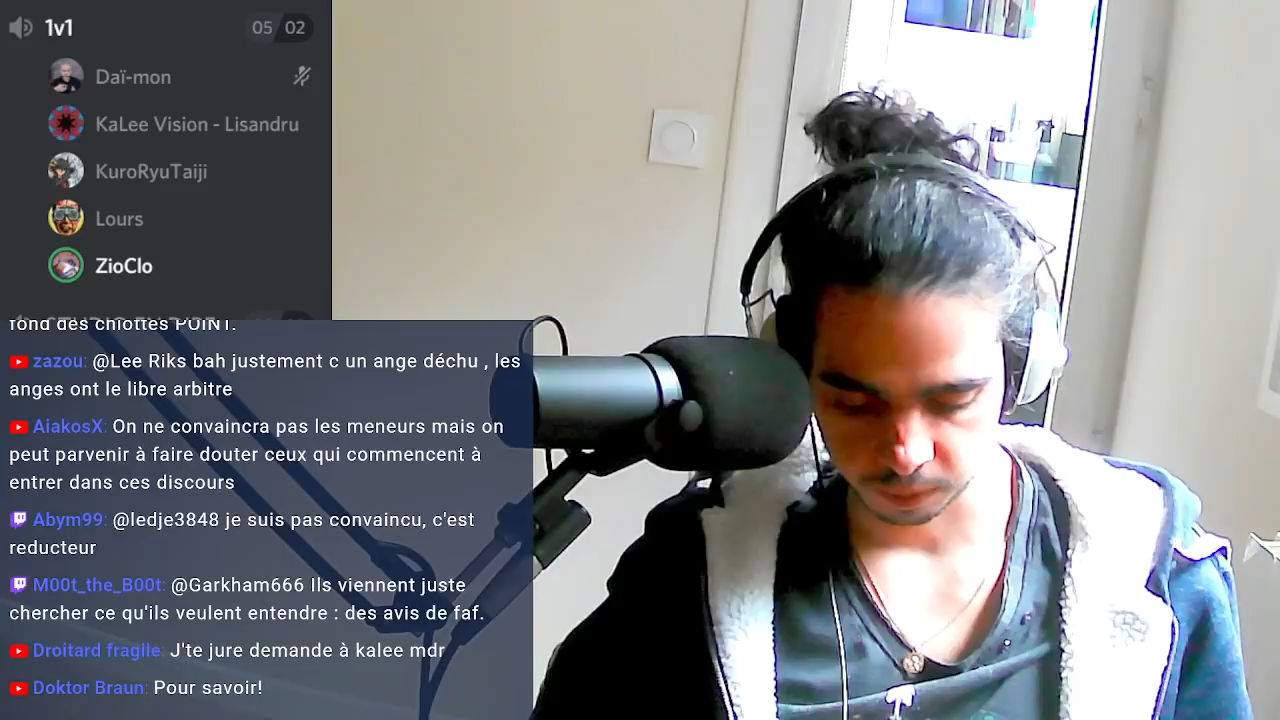 1v1
05 02
Daï-mon
KaLee Vision - Lisandru
KuroRyuTaiji
Lours
ZioClo
fond des chiottes POINT.
zazou: @Lee Riks bah justement c un ange déchu , les
anges ont le libre arbitre
AiakosX: On ne convaincra pas les meneurs mais on
peut parvenir à faire douter ceux qui commencent à
entrer dans ces discours
Abym99: @ledje3848 je suis pas convaincu, c'est
reducteur
M00t_the_B00t: @Garkham666 Ils viennent juste
chercher ce qu'ils veulent entendre : des avis de faf.
Droitard fragile: J'te jure demande à kalee mdr
Doktor Braun: Pour savoir!